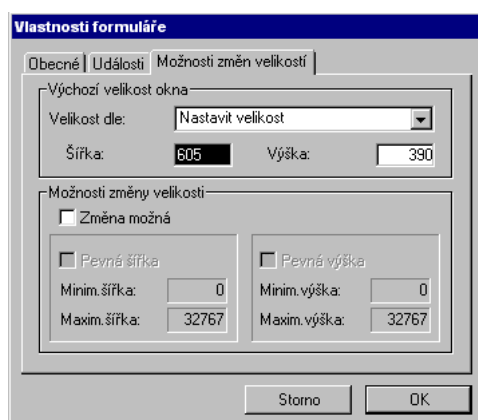 Vlastnosti formuláře
Obecné Události Možnosti změn velikostí
Výchozí velikost okna
Velikost dle: Nastavit velikost
Šířka: 605 Výška: 390
Možnosti změny velikosti
Změna možná
Pevná šířka Pevná výška
Minim.šířka: 0 Minim.výška: 0
Maxim.šířka: 32767 Maxim.výška: 32767
Storno OK